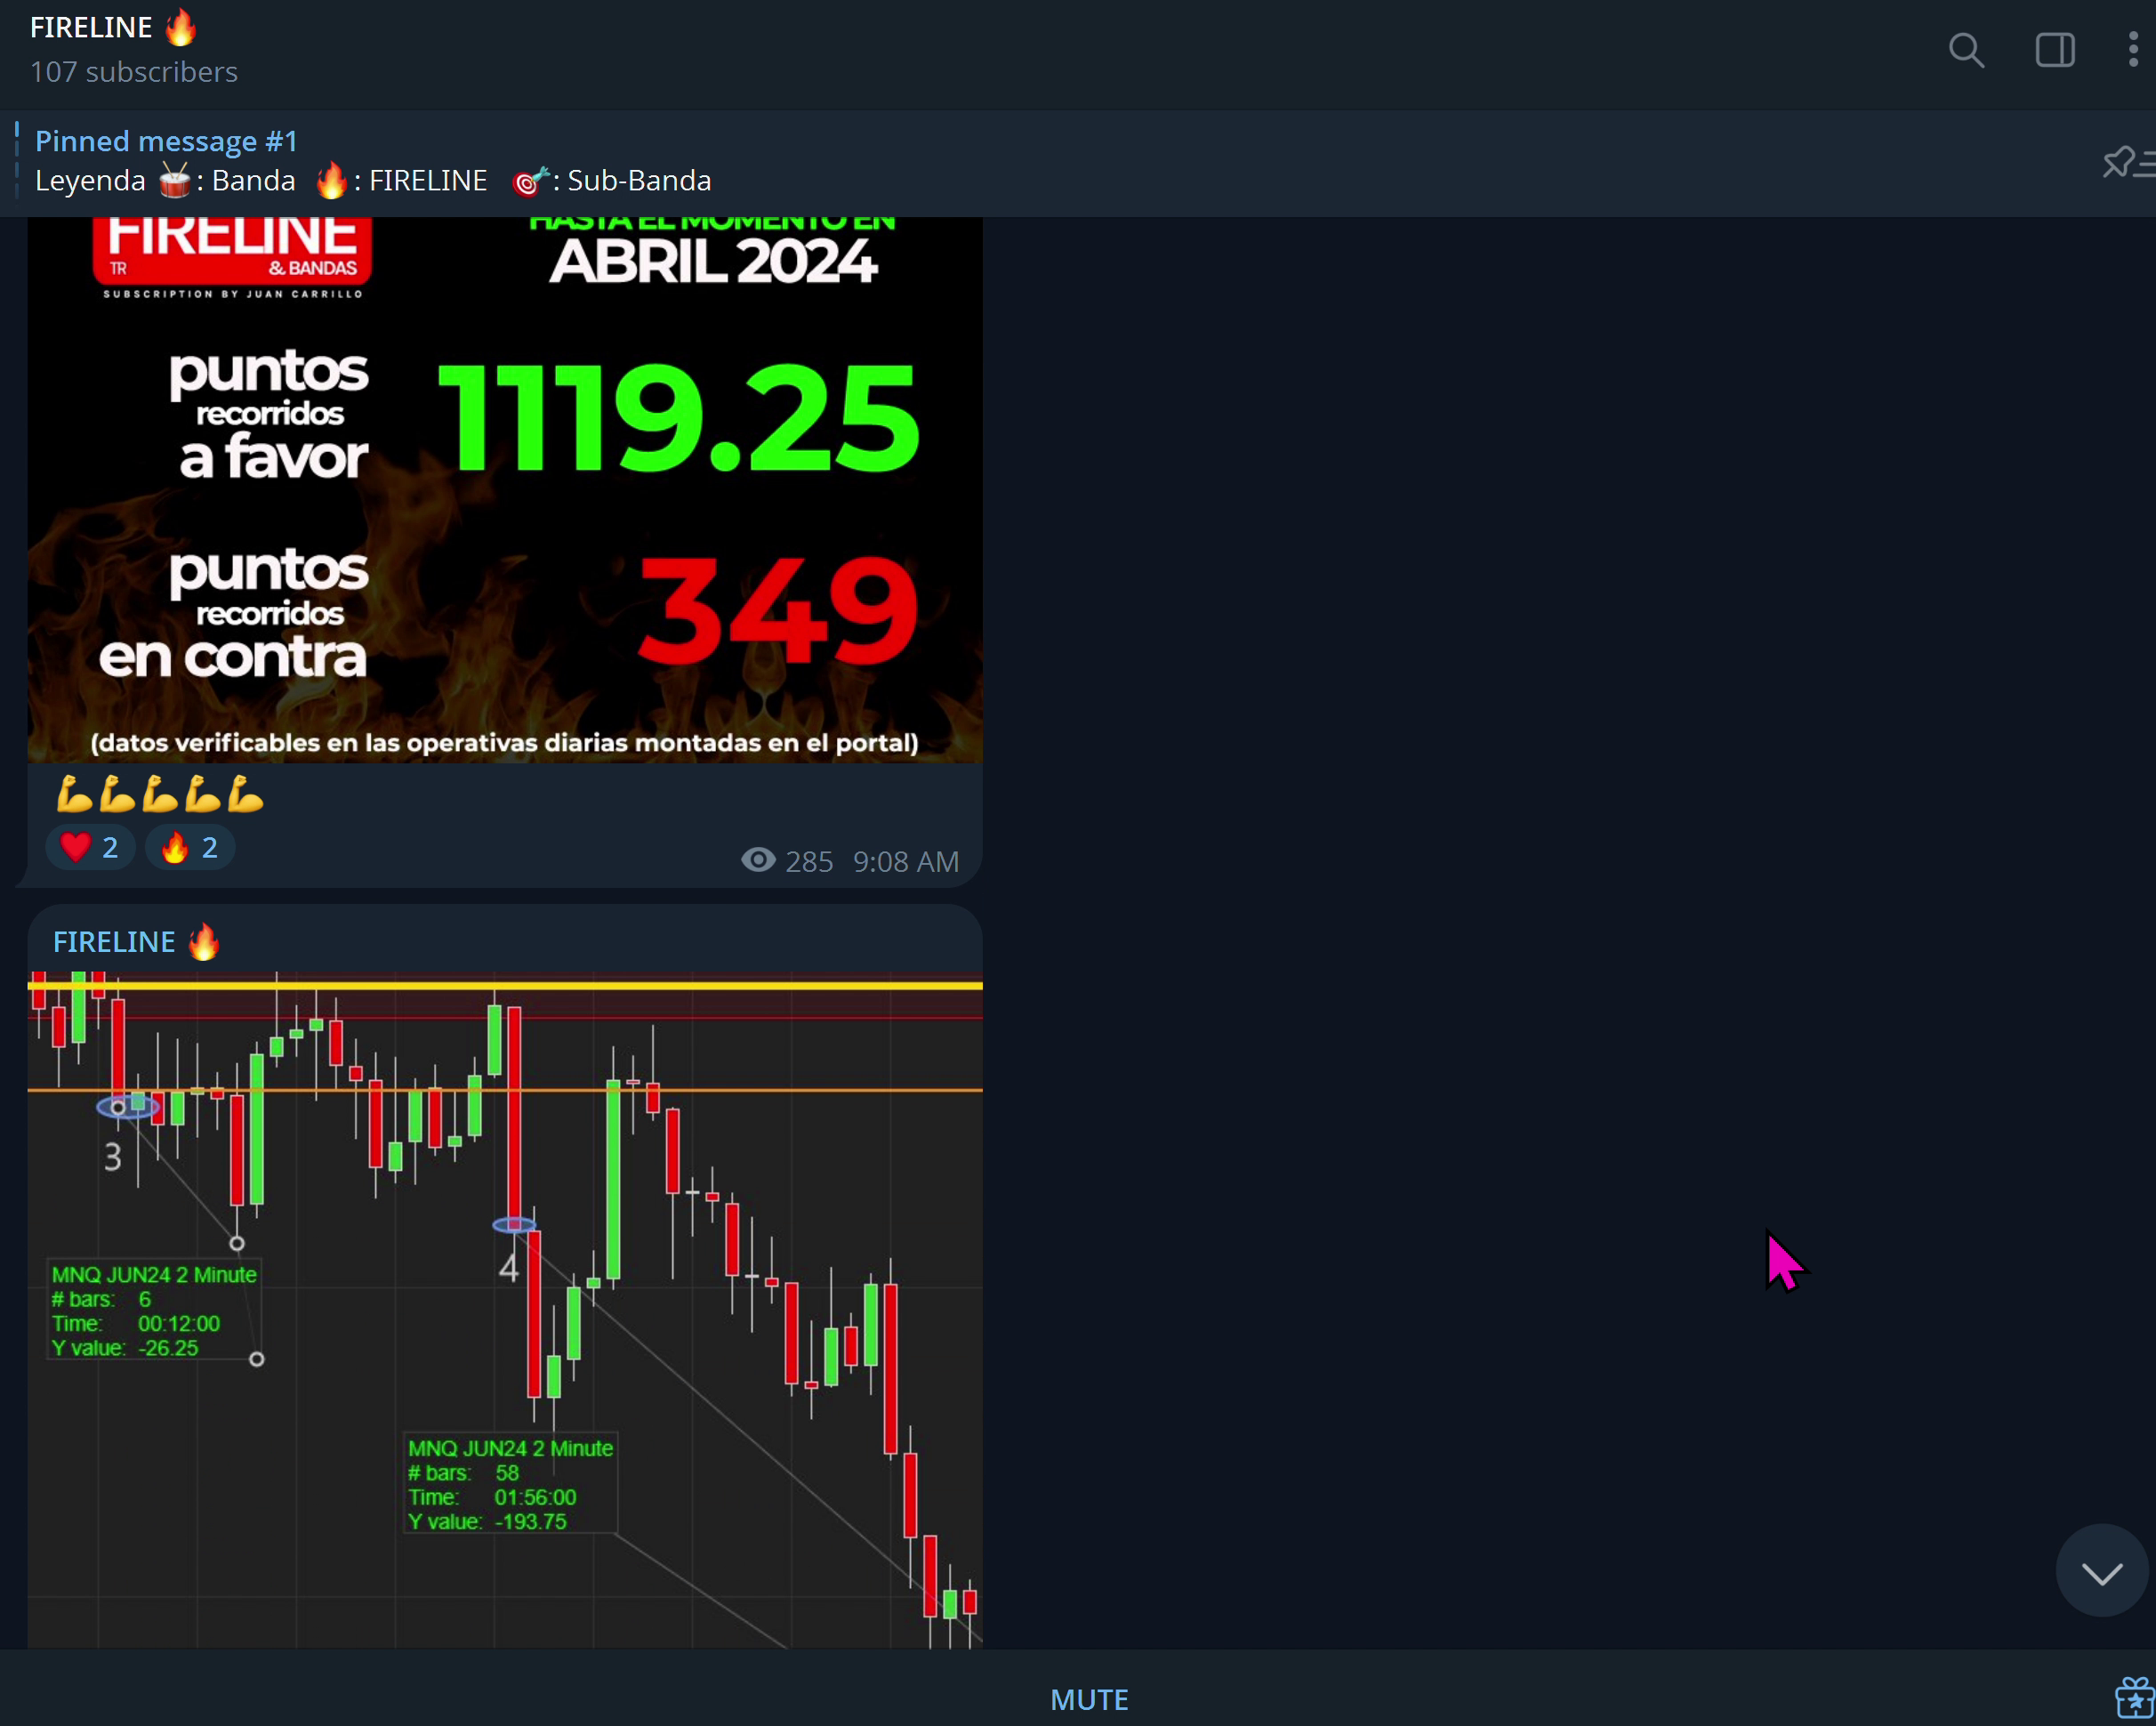 FIRELINE 🔥
107 subscribers
Pinned message #1
Leyenda 🥁: Banda 🔥: FIRELINE 🎯: Sub-Banda
FIRELINE
TR & BANDAS
SUBSCRIPTION BY JUAN CARRILLO
HASTA EL MOMENTO EN
ABRIL 2024
puntos
recorridos
a favor
1119.25
puntos
recorridos
en contra
349
(datos verificables en las operativas diarias montadas en el portal)
💪💪💪💪💪
❤️ 2 🔥 2
285 9:08 AM
FIRELINE 🔥
3
MNQ JUN24 2 Minute
# bars: 6
Time: 00:12:00
Y value: -26.25
4
MNQ JUN24 2 Minute
# bars: 58
Time: 01:56:00
Y value: -193.75
MUTE